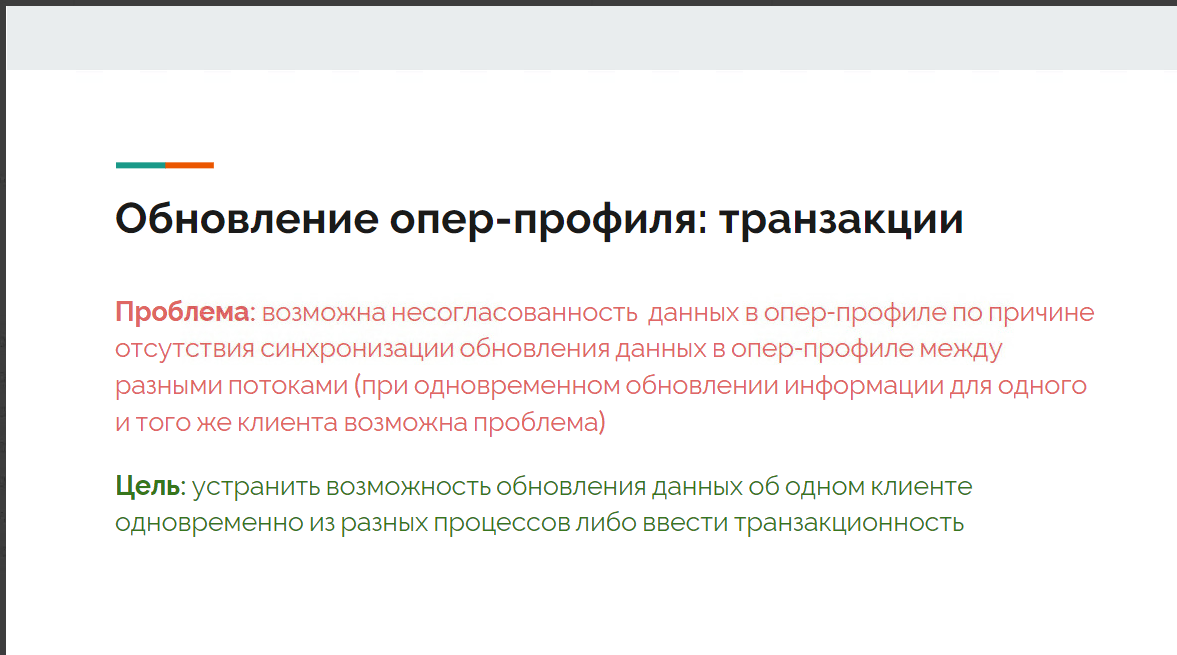 Обновление опер-профиля: транзакции
Проблема: возможна несогласованность  данных в опер-профиле по причине
отсутствия синхронизации обновления данных в опер-профиле между
разными потоками (при одновременном обновлении информации для одного
и того же клиента возможна проблема)
Цель: устранить возможность обновления данных об одном клиенте
одновременно из разных процессов либо ввести транзакционность